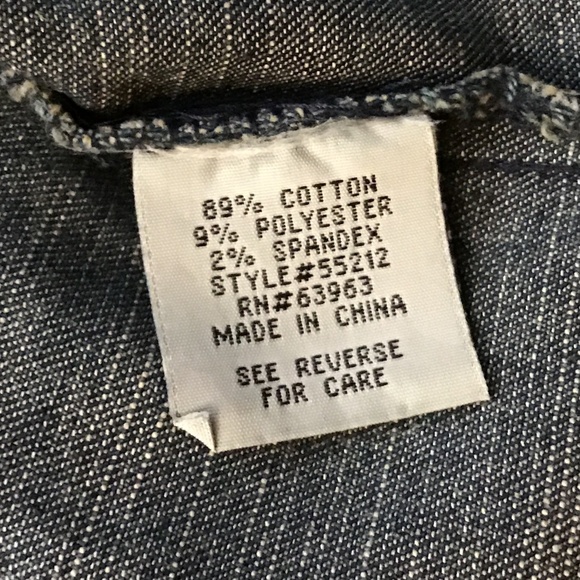 89% COTTON
9% POLYESTER
2% SPANDEX
STYLE#55212
RN#63963
MADE IN CHINA
SEE REVERSE
FOR CARE